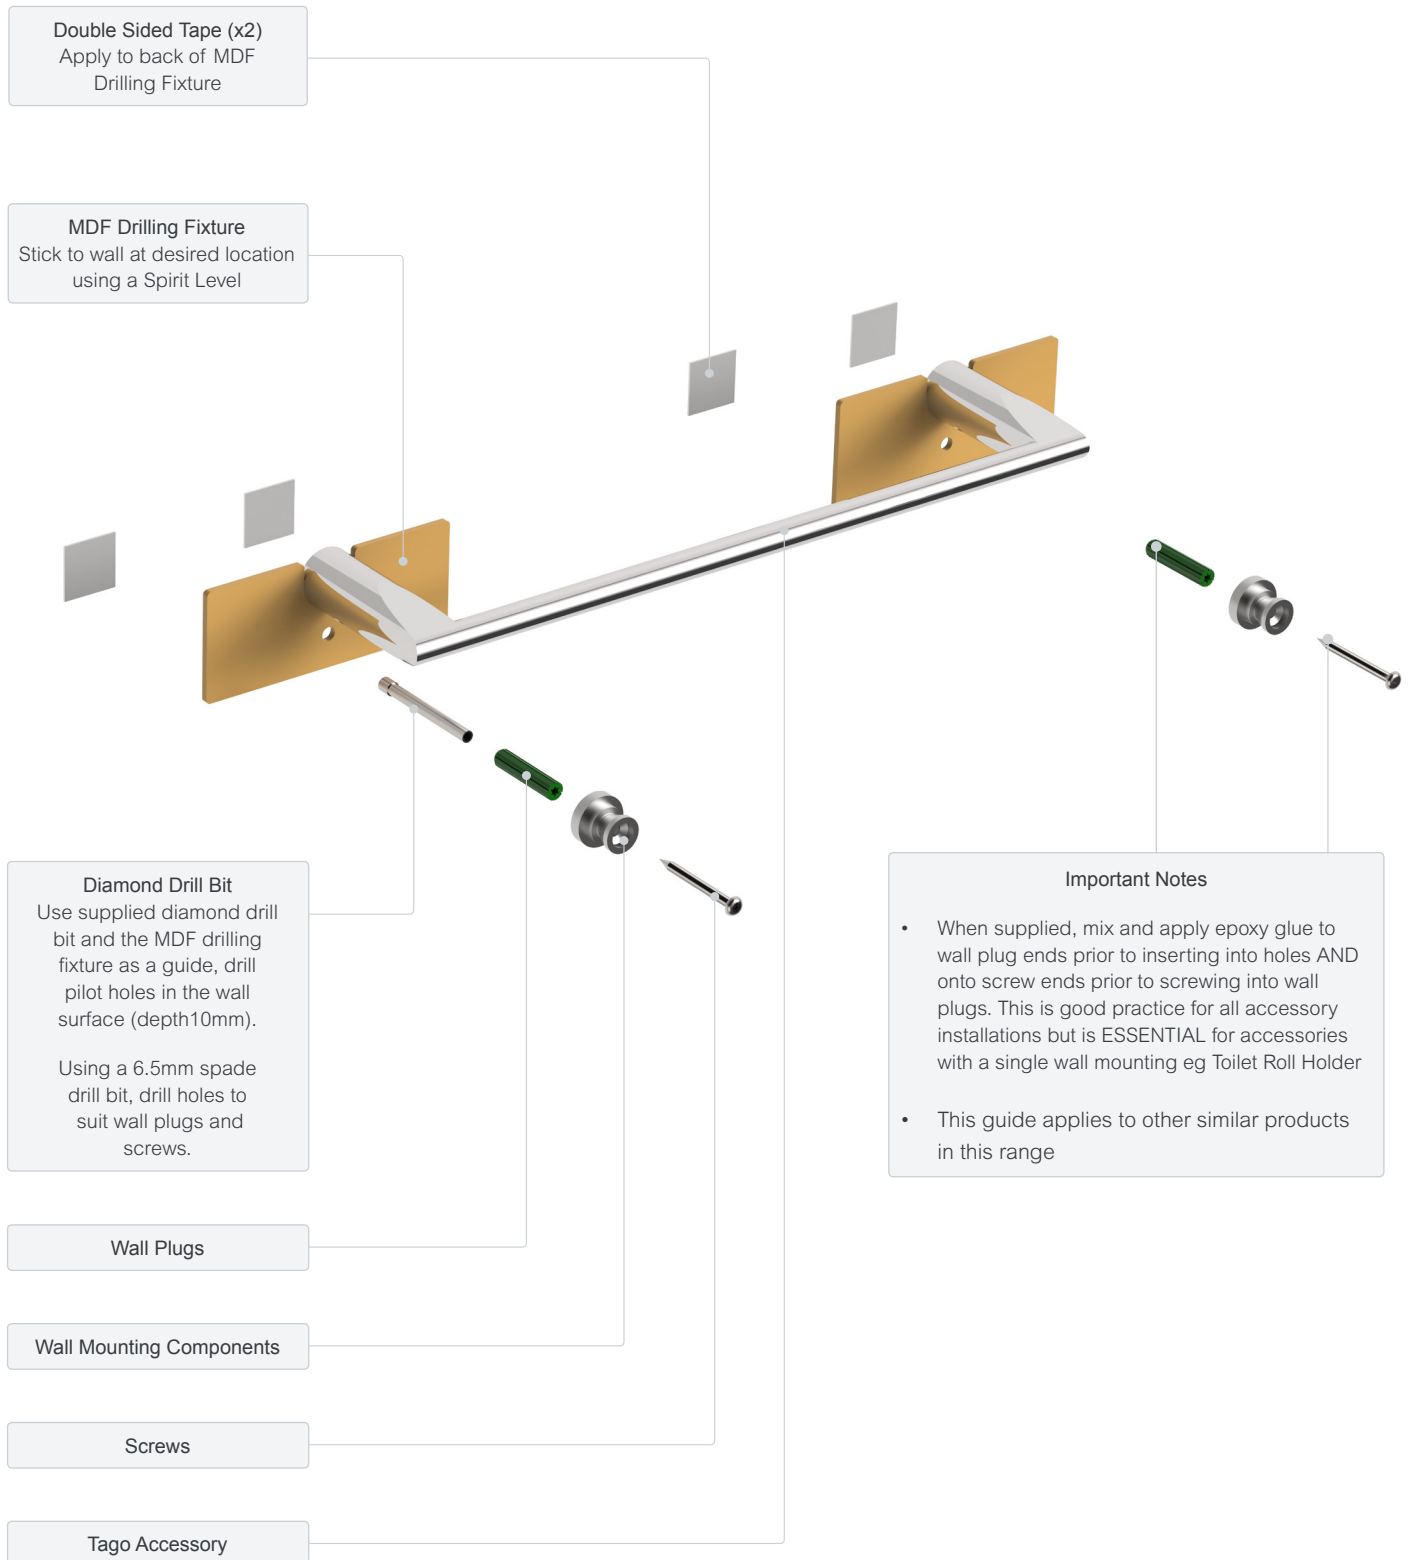 Double Sided Tape (x2)
Apply to back of MDF
Drilling Fixture
MDF Drilling Fixture
Stick to wall at desired location
using a Spirit Level
Diamond Drill Bit
Use supplied diamond drill
bit and the MDF drilling
fixture as a guide, drill
pilot holes in the wall
surface (depth10mm).
Using a 6.5mm spade
drill bit, drill holes to
suit wall plugs and
screws.
Wall Plugs
Wall Mounting Components
Screws
Tago Accessory
Important Notes
• When supplied, mix and apply epoxy glue to
wall plug ends prior to inserting into holes AND
onto screw ends prior to screwing into wall
plugs. This is good practice for all accessory
installations but is ESSENTIAL for accessories
with a single wall mounting eg Toilet Roll Holder
• This guide applies to other similar products
in this range